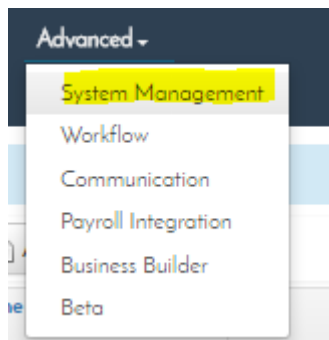 Advanced
System Management
Workflow
Communication
Payroll Integration
Business Builder
Beta